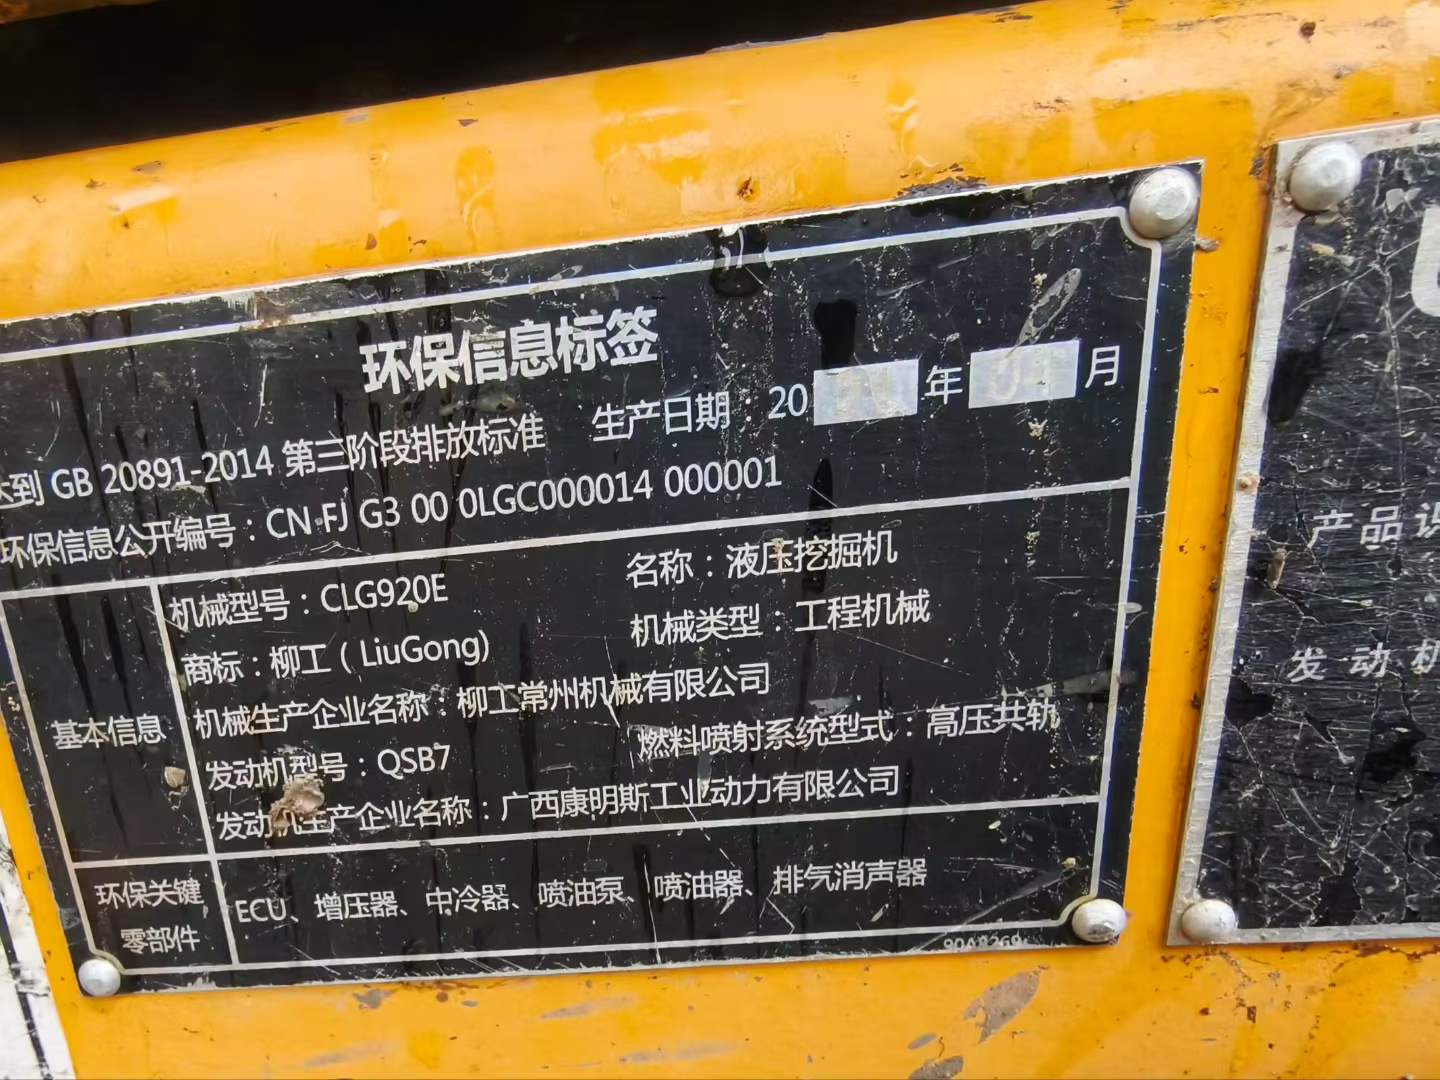 环保信息标签
达到 GB 20891-2014 第三阶段排放标准 生产日期：20 年 月
环保信息公开编号：CN FJ G3 00 0LGC000014 000001
基本信息
机械型号：CLG920E 名称：液压挖掘机
商标：柳工（LiuGong) 机械类型：工程机械
机械生产企业名称：柳工常州机械有限公司
发动机型号：QSB7 燃料喷射系统型式：高压共轨
发动机生产企业名称：广西康明斯工业动力有限公司
环保关键
零部件
ECU、增压器、中冷器、喷油泵、喷油器、排气消声器
产品
发动机